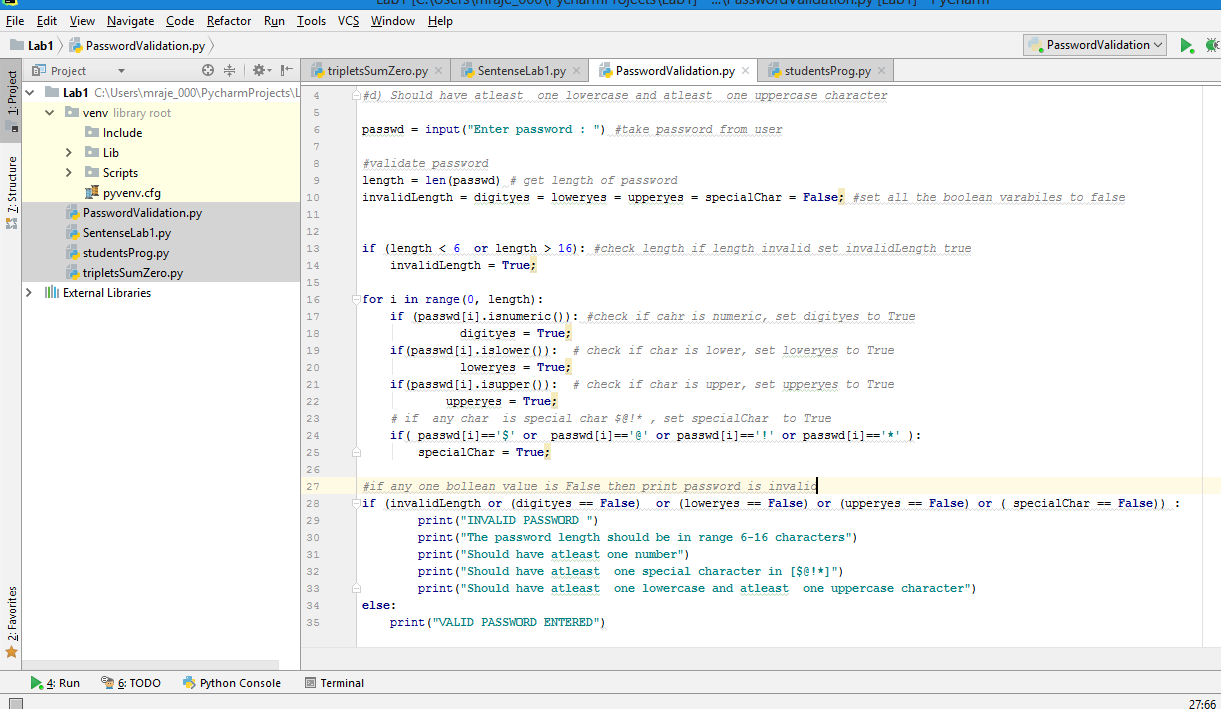 Lab1 [C:\Users\mraje_000\PycharmProjects\Lab1] - ...\PasswordValidation.py [Lab1] - PyCharm
File Edit View Navigate Code Refactor Run Tools VCS Window Help
Lab1 PasswordValidation.py PasswordValidation
Project tripletsSumZero.py SentenseLab1.py PasswordValidation.py studentsProg.py
1: Project
7: Structure
2: Favorites
Lab1 C:\Users\mraje_000\PycharmProjects\L
venv library root
Include
Lib
Scripts
pyvenv.cfg
PasswordValidation.py
SentenseLab1.py
studentsProg.py
tripletsSumZero.py
External Libraries
4 #d) Should have atleast  one lowercase and atleast  one uppercase character
5
6 passwd = input("Enter password : ") #take password from user
7
8 #validate password
9 length = len(passwd) # get length of password
10 invalidLength = digityes = loweryes = upperyes = specialChar = False; #set all the boolean varabiles to false
11
12
13 if (length < 6  or length > 16): #check length if length invalid set invalidLength true
14     invalidLength = True;
15
16 for i in range(0, length):
17     if (passwd[i].isnumeric()): #check if cahr is numeric, set digityes to True
18               digityes = True;
19     if(passwd[i].islower()):  # check if char is lower, set loweryes to True
20               loweryes = True;
21     if(passwd[i].isupper()):  # check if char is upper, set upperyes to True
22             upperyes = True;
23     # if  any char  is special char $@!* , set specialChar  to True
24     if( passwd[i]=='$' or  passwd[i]=='@' or passwd[i]=='!' or passwd[i]=='*' ):
25         specialChar = True;
26
27 #if any one bollean value is False then print password is invalid
28 if (invalidLength or (digityes == False)  or (loweryes == False) or (upperyes == False) or ( specialChar == False)) :
29         print("INVALID PASSWORD ")
30         print("The password length should be in range 6-16 characters")
31         print("Should have atleast one number")
32         print("Should have atleast  one special character in [$@!*]")
33         print("Should have atleast  one lowercase and atleast  one uppercase character")
34 else:
35     print("VALID PASSWORD ENTERED")
4: Run 6: TODO Python Console Terminal
27:66